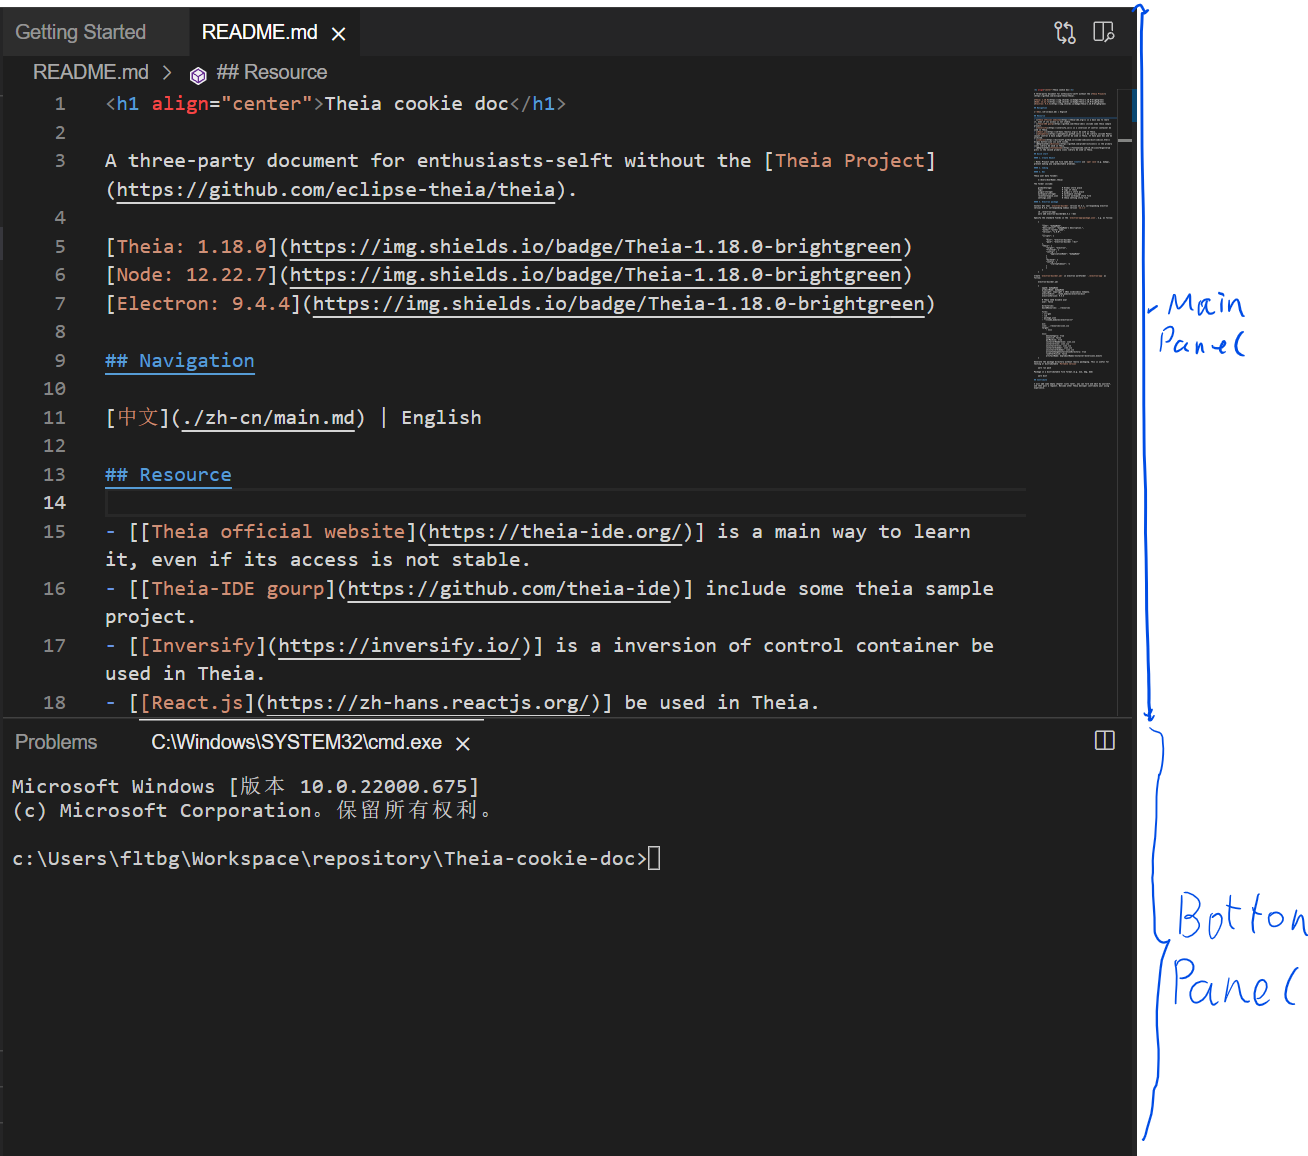 Getting Started README.md
README.md > ## Resource
1 <h1 align="center">Theia cookie doc</h1>
2
3 A three-party document for enthusiasts-selft without the [Theia Project]
(https://github.com/eclipse-theia/theia).
4
5 [Theia: 1.18.0](https://img.shields.io/badge/Theia-1.18.0-brightgreen)
6 [Node: 12.22.7](https://img.shields.io/badge/Theia-1.18.0-brightgreen)
7 [Electron: 9.4.4](https://img.shields.io/badge/Theia-1.18.0-brightgreen)
8
9 ## Navigation
10
11 [中文](./zh-cn/main.md) | English
12
13 ## Resource
14
15 - [[Theia official website](https://theia-ide.org/)] is a main way to learn
it, even if its access is not stable.
16 - [[Theia-IDE gourp](https://github.com/theia-ide)] include some theia sample
project.
17 - [[Inversify](https://inversify.io/)] is a inversion of control container be
used in Theia.
18 - [[React.js](https://zh-hans.reactjs.org/)] be used in Theia.
Main
Panel
Problems C:\Windows\SYSTEM32\cmd.exe
Microsoft Windows [版本 10.0.22000.675]
(c) Microsoft Corporation。保留所有权利。
c:\Users\fltbg\Workspace\repository\Theia-cookie-doc>
Botton
Panel